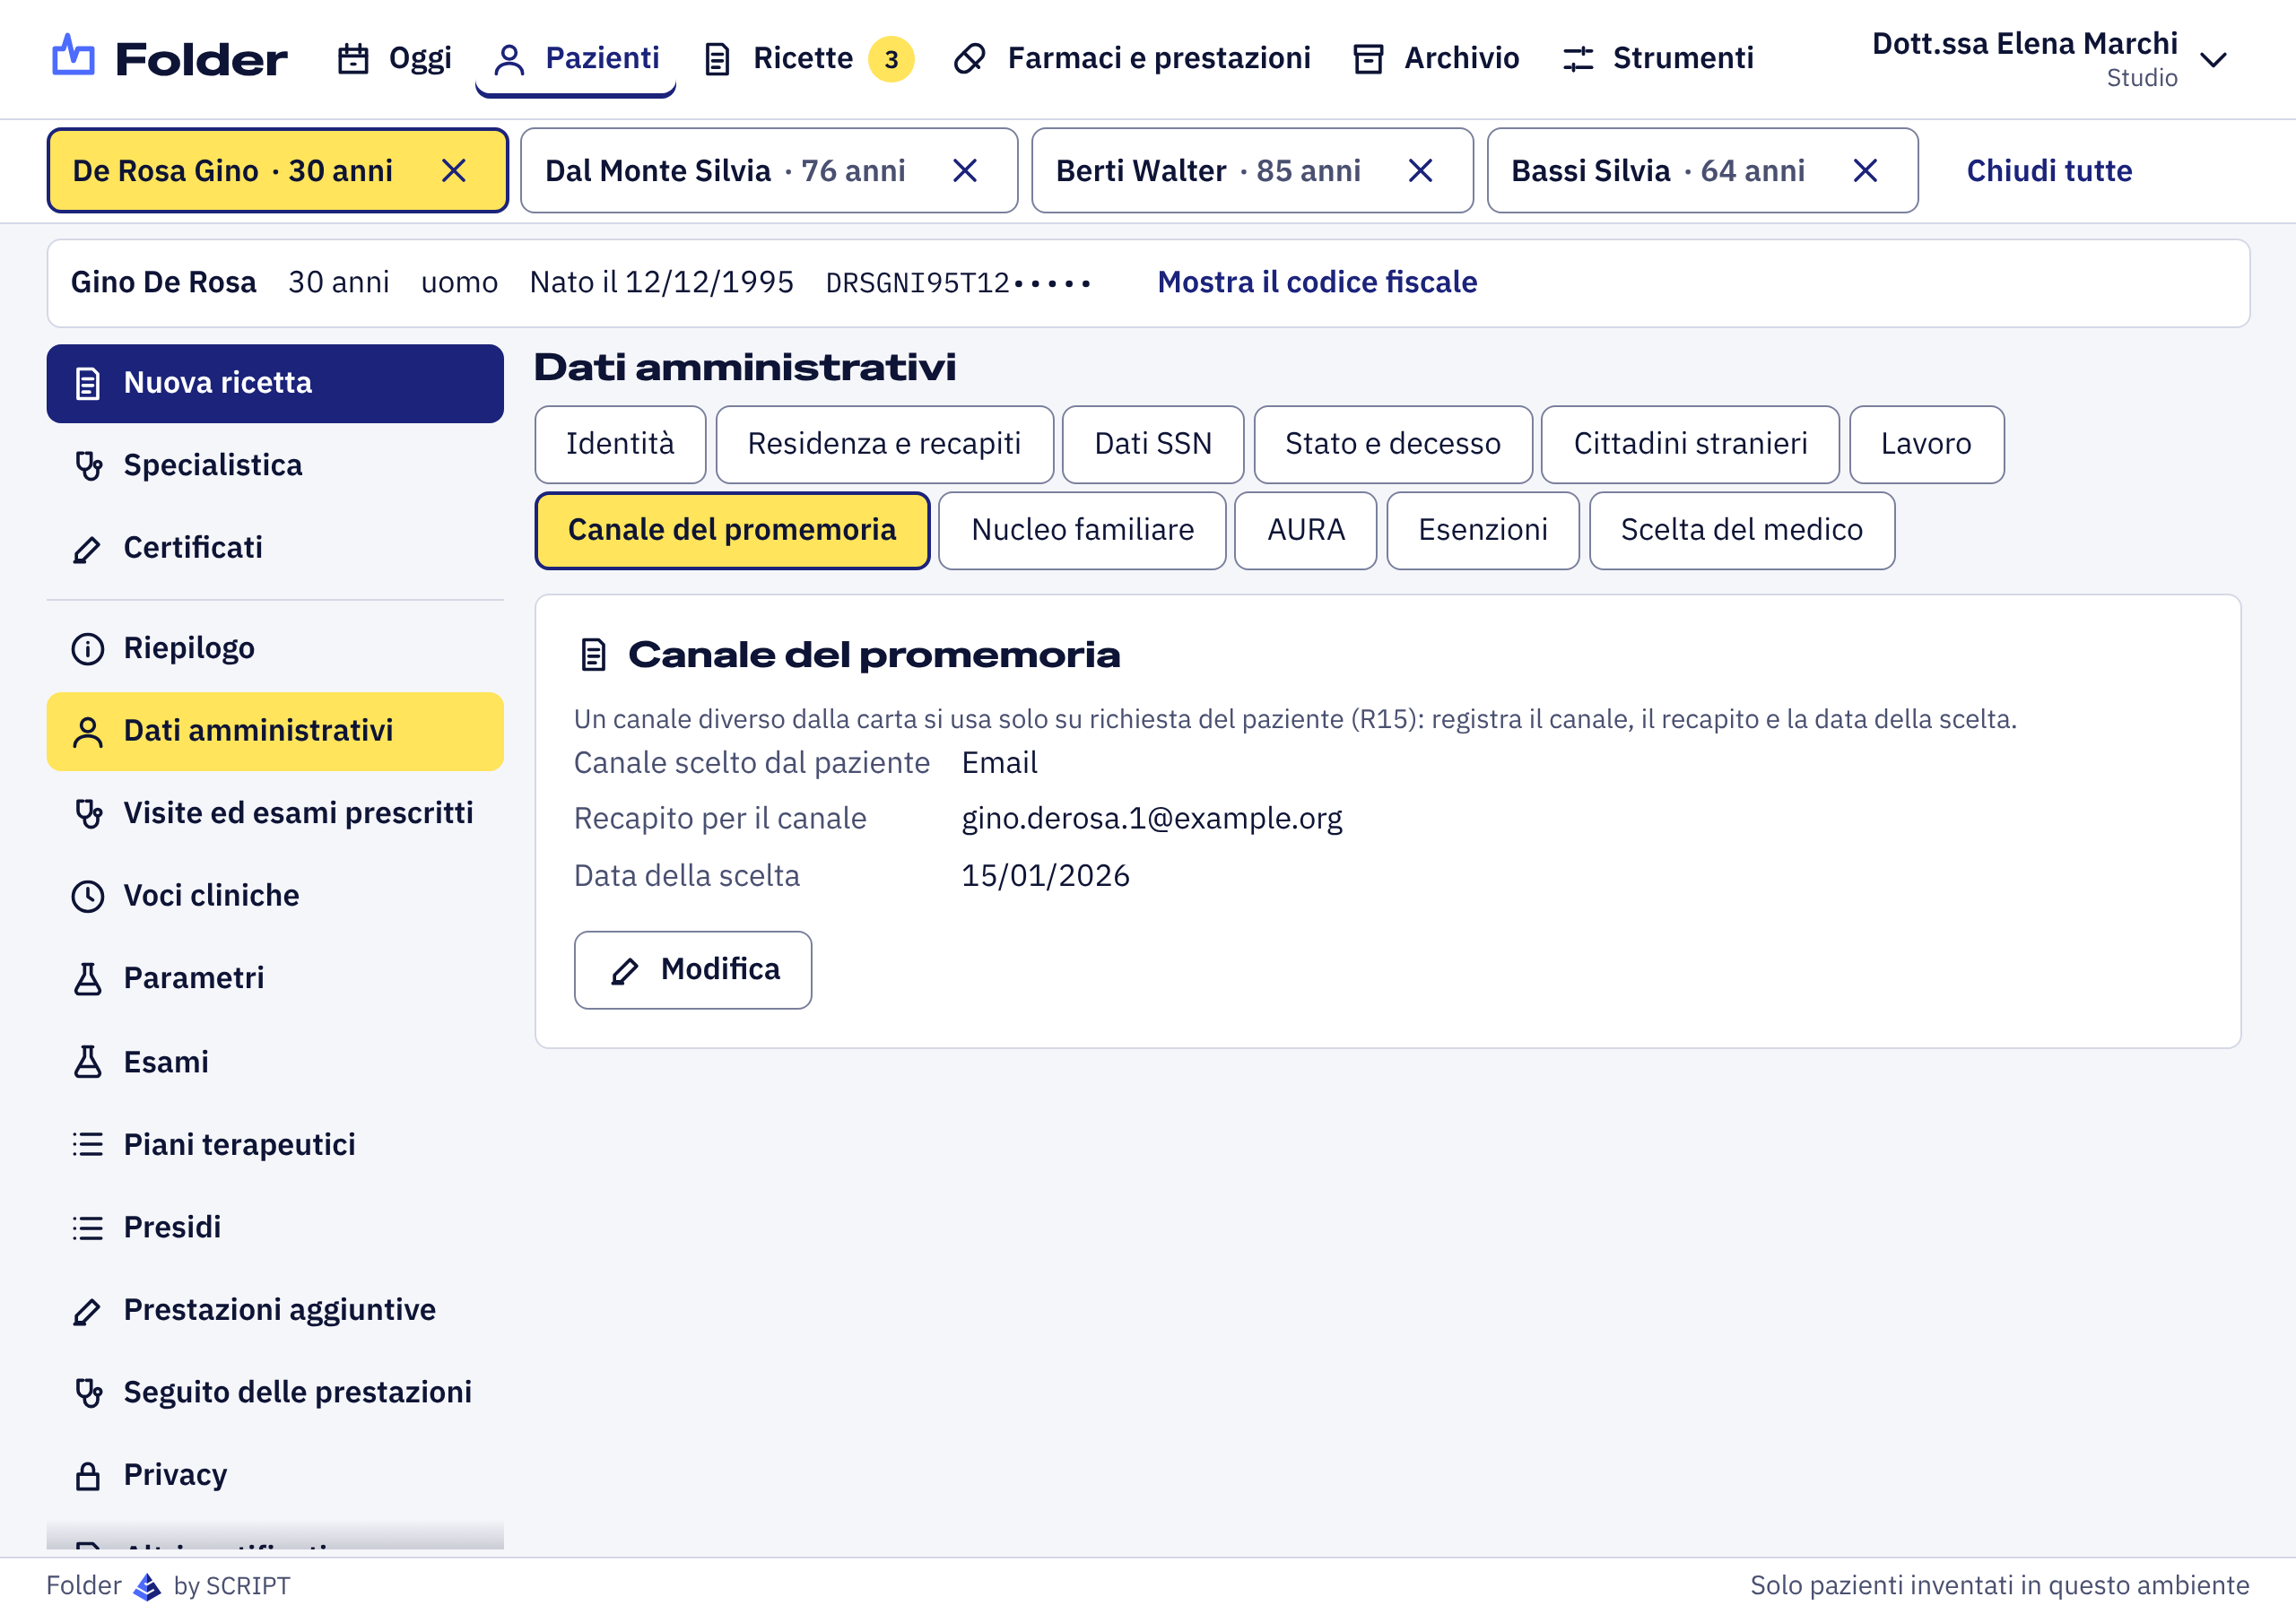 Folder Oggi Pazienti Ricette 3 Farmaci e prestazioni Archivio Strumenti Dott.ssa Elena Marchi
Studio
De Rosa Gino · 30 anni Dal Monte Silvia · 76 anni Berti Walter · 85 anni Bassi Silvia · 64 anni Chiudi tutte
Gino De Rosa 30 anni uomo Nato il 12/12/1995 DRSGNI95T12••••• Mostra il codice fiscale
Nuova ricetta
Specialistica
Certificati
Riepilogo
Dati amministrativi
Visite ed esami prescritti
Voci cliniche
Parametri
Esami
Piani terapeutici
Presidi
Prestazioni aggiuntive
Seguito delle prestazioni
Privacy
Dati amministrativi
Identità Residenza e recapiti Dati SSN Stato e decesso Cittadini stranieri Lavoro
Canale del promemoria Nucleo familiare AURA Esenzioni Scelta del medico
Canale del promemoria
Un canale diverso dalla carta si usa solo su richiesta del paziente (R15): registra il canale, il recapito e la data della scelta.
Canale scelto dal paziente Email
Recapito per il canale gino.derosa.1@example.org
Data della scelta 15/01/2026
Modifica
Folder by SCRIPT Solo pazienti inventati in questo ambiente